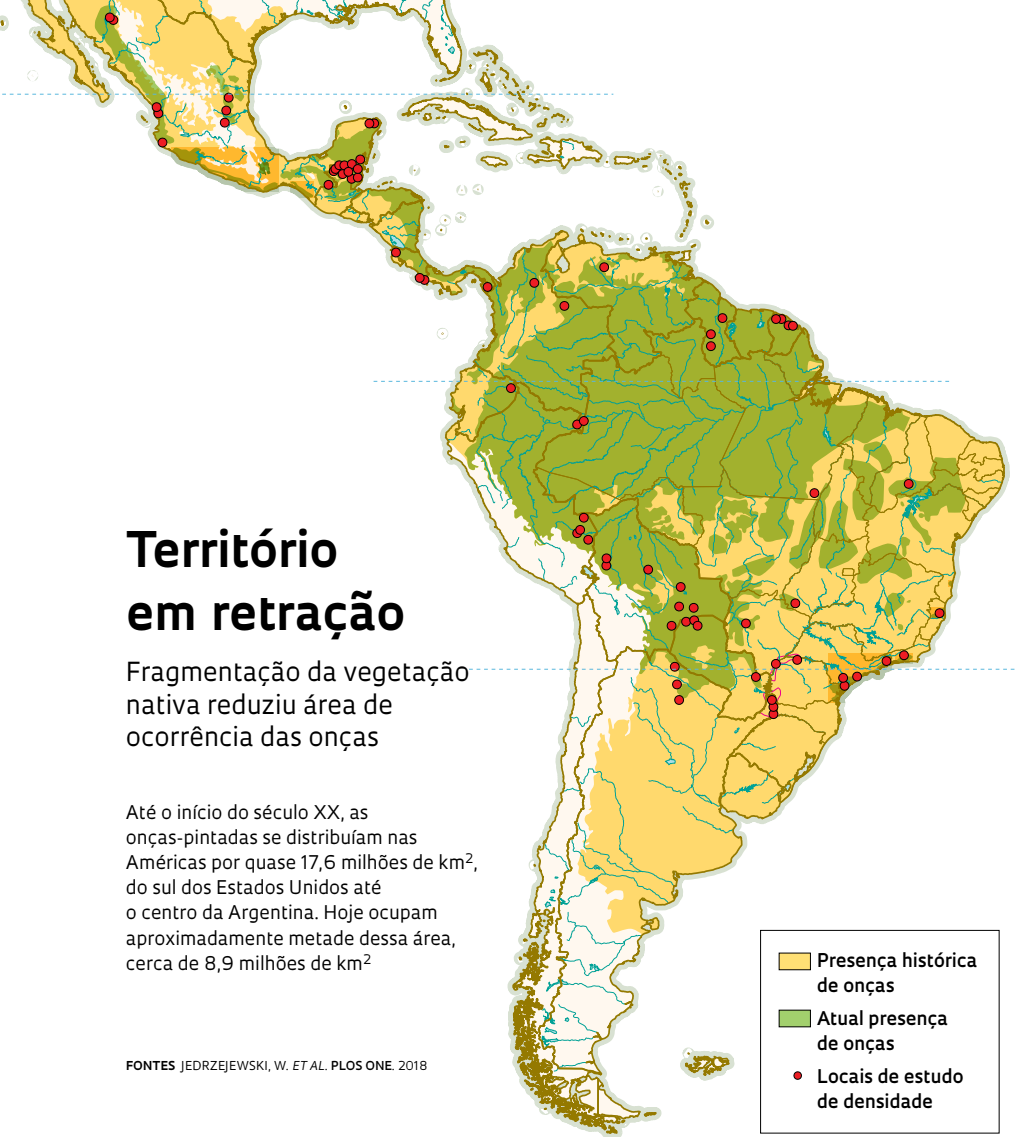 Território
em retração
Fragmentação da vegetação
nativa reduziu área de
ocorrência das onças
Até o início do século XX, as
onças-pintadas se distribuíam nas
Américas por quase 17,6 milhões de km²,
do sul dos Estados Unidos até
o centro da Argentina. Hoje ocupam
aproximadamente metade dessa área,
cerca de 8,9 milhões de km²
FONTES JEDRZEJEWSKI, W. ET AL. PLOS ONE. 2018
Presença histórica
de onças
Atual presença
de onças
Locais de estudo
de densidade